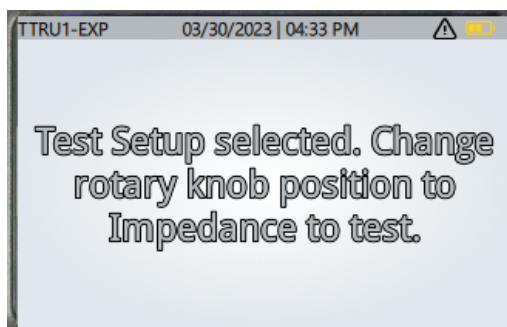 TTRU1-EXP 03/30/2023 | 04:33 PM
Test Setup selected. Change
rotary knob position to
Impedance to test.